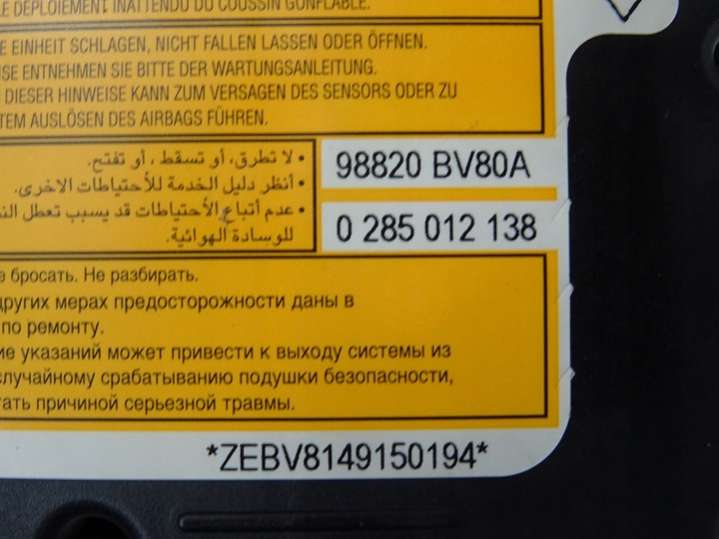 LE DÉPLOIEMENT INATTENDU DU COUSSIN GONFLABLE.
E EINHEIT SCHLAGEN, NICHT FALLEN LASSEN ODER ÖFFNEN.
ISE ENTNEHMEN SIE BITTE DER WARTUNGSANLEITUNG.
DIESER HINWEISE KANN ZUM VERSAGEN DES SENSORS ODER ZU
TEM AUSLÖSEN DES AIRBAGS FÜHREN.
• لا تطرق، أو تسقط ، أو تفتح.
• أنظر دليل الخدمة للأحتياطات الاخرى.
• عدم أتباع الأحتياطات قد يسبب تعطل الن
للوسادة الهوائية.
98820 BV80A
0 285 012 138
е бросать. Не разбирать.
других мерах предосторожности даны в
по ремонту.
ие указаний может привести к выходу системы из
случайному срабатыванию подушки безопасности,
тать причиной серьезной травмы.
*ZEBV8149150194*